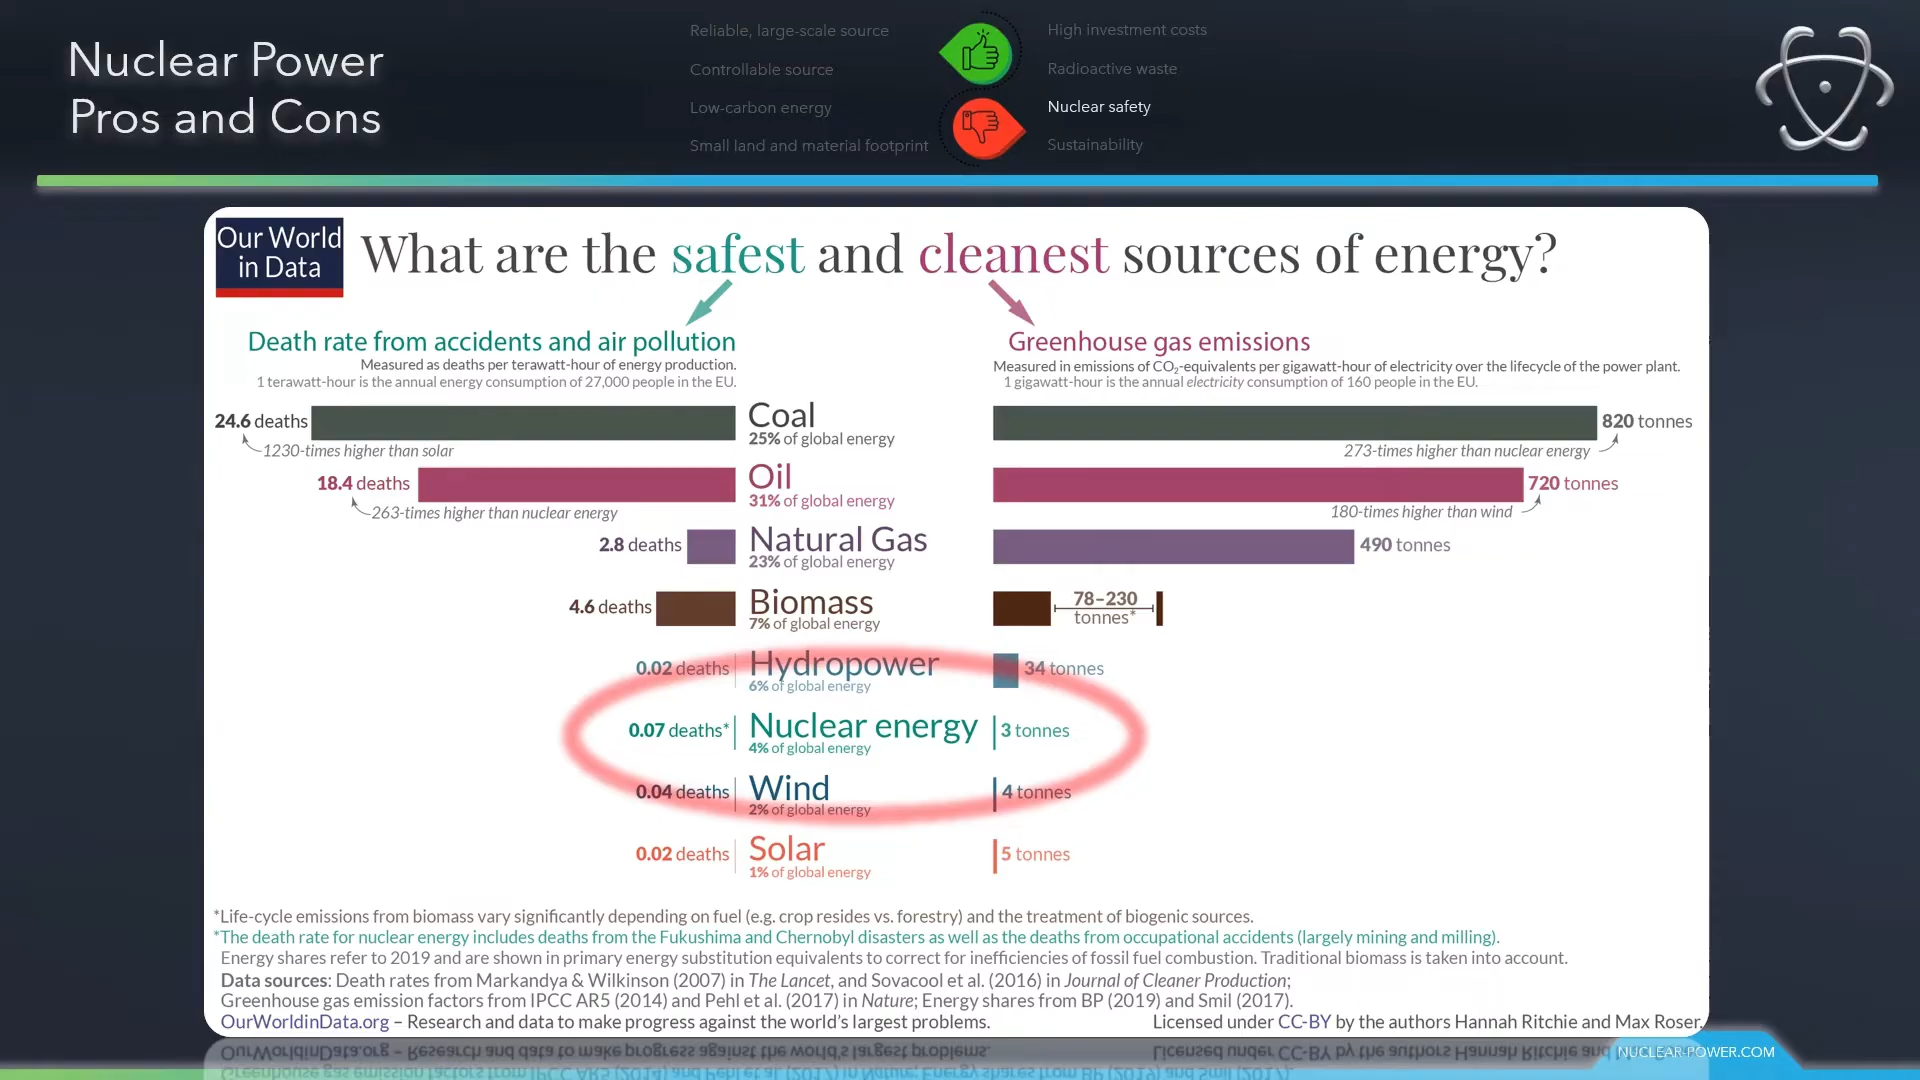 Nuclear Power
Pros and Cons
Reliable, large-scale source
Controllable source
Low-carbon energy
Small land and material footprint
High investment costs
Radioactive waste
Nuclear safety
Sustainability
Our World
in Data
What are the safest and cleanest sources of energy?
Death rate from accidents and air pollution
Measured as deaths per terawatt-hour of energy production.
1 terawatt-hour is the annual energy consumption of 27,000 people in the EU.
Greenhouse gas emissions
Measured in emissions of CO₂-equivalents per gigawatt-hour of electricity over the lifecycle of the power plant.
1 gigawatt-hour is the annual electricity consumption of 160 people in the EU.
24.6 deaths
1230-times higher than solar
Coal
25% of global energy
820 tonnes
273-times higher than nuclear energy
18.4 deaths
263-times higher than nuclear energy
Oil
31% of global energy
720 tonnes
180-times higher than wind
2.8 deaths
Natural Gas
23% of global energy
490 tonnes
4.6 deaths
Biomass
7% of global energy
78–230
tonnes*
0.02 deaths
Hydropower
6% of global energy
34 tonnes
0.07 deaths*
Nuclear energy
4% of global energy
3 tonnes
0.04 deaths
Wind
2% of global energy
4 tonnes
0.02 deaths
Solar
1% of global energy
5 tonnes
*Life-cycle emissions from biomass vary significantly depending on fuel (e.g. crop resides vs. forestry) and the treatment of biogenic sources.
*The death rate for nuclear energy includes deaths from the Fukushima and Chernobyl disasters as well as the deaths from occupational accidents (largely mining and milling).
Energy shares refer to 2019 and are shown in primary energy substitution equivalents to correct for inefficiencies of fossil fuel combustion. Traditional biomass is taken into account.
Data sources: Death rates from Markandya & Wilkinson (2007) in The Lancet, and Sovacool et al. (2016) in Journal of Cleaner Production;
Greenhouse gas emission factors from IPCC AR5 (2014) and Pehl et al. (2017) in Nature; Energy shares from BP (2019) and Smil (2017).
OurWorldinData.org – Research and data to make progress against the world's largest problems.
Licensed under CC-BY by the authors Hannah Ritchie and Max Roser.
NUCLEAR-POWER.COM